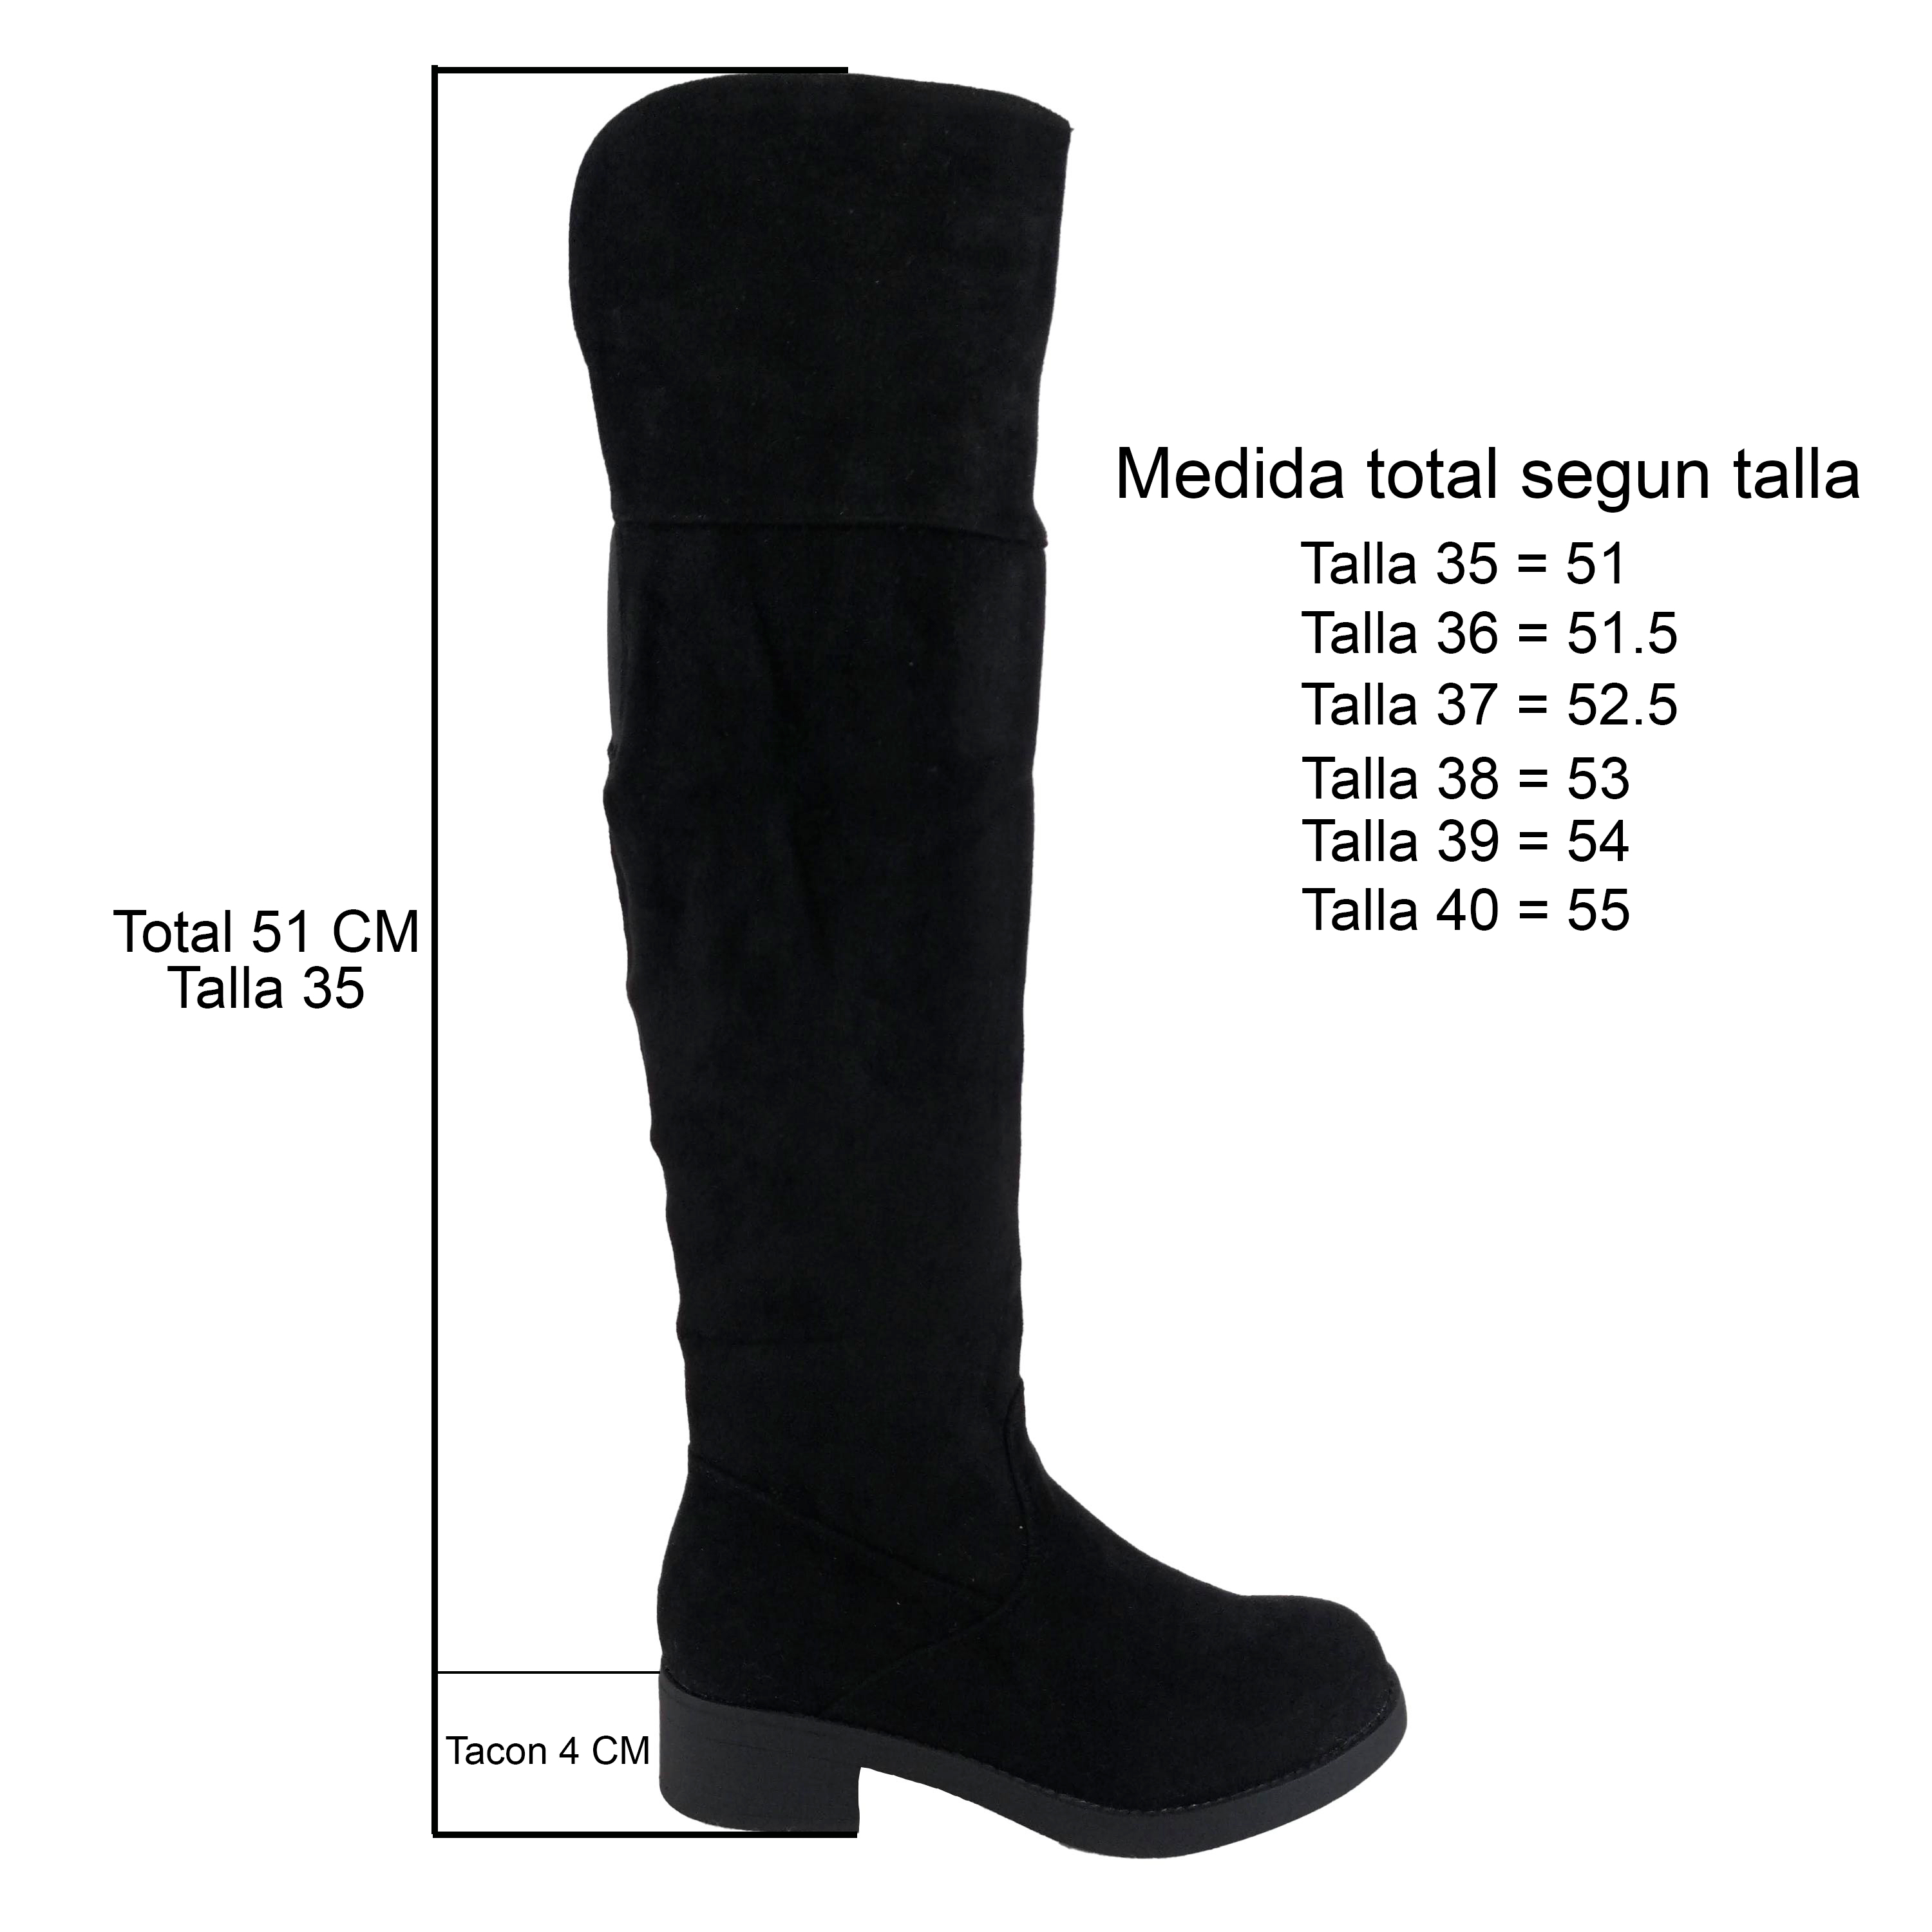 Medida total segun talla
Talla 35 = 51
Talla 36 = 51.5
Talla 37 = 52.5
Talla 38 = 53
Talla 39 = 54
Talla 40 = 55
Total 51 CM
Talla 35
Tacon 4 CM